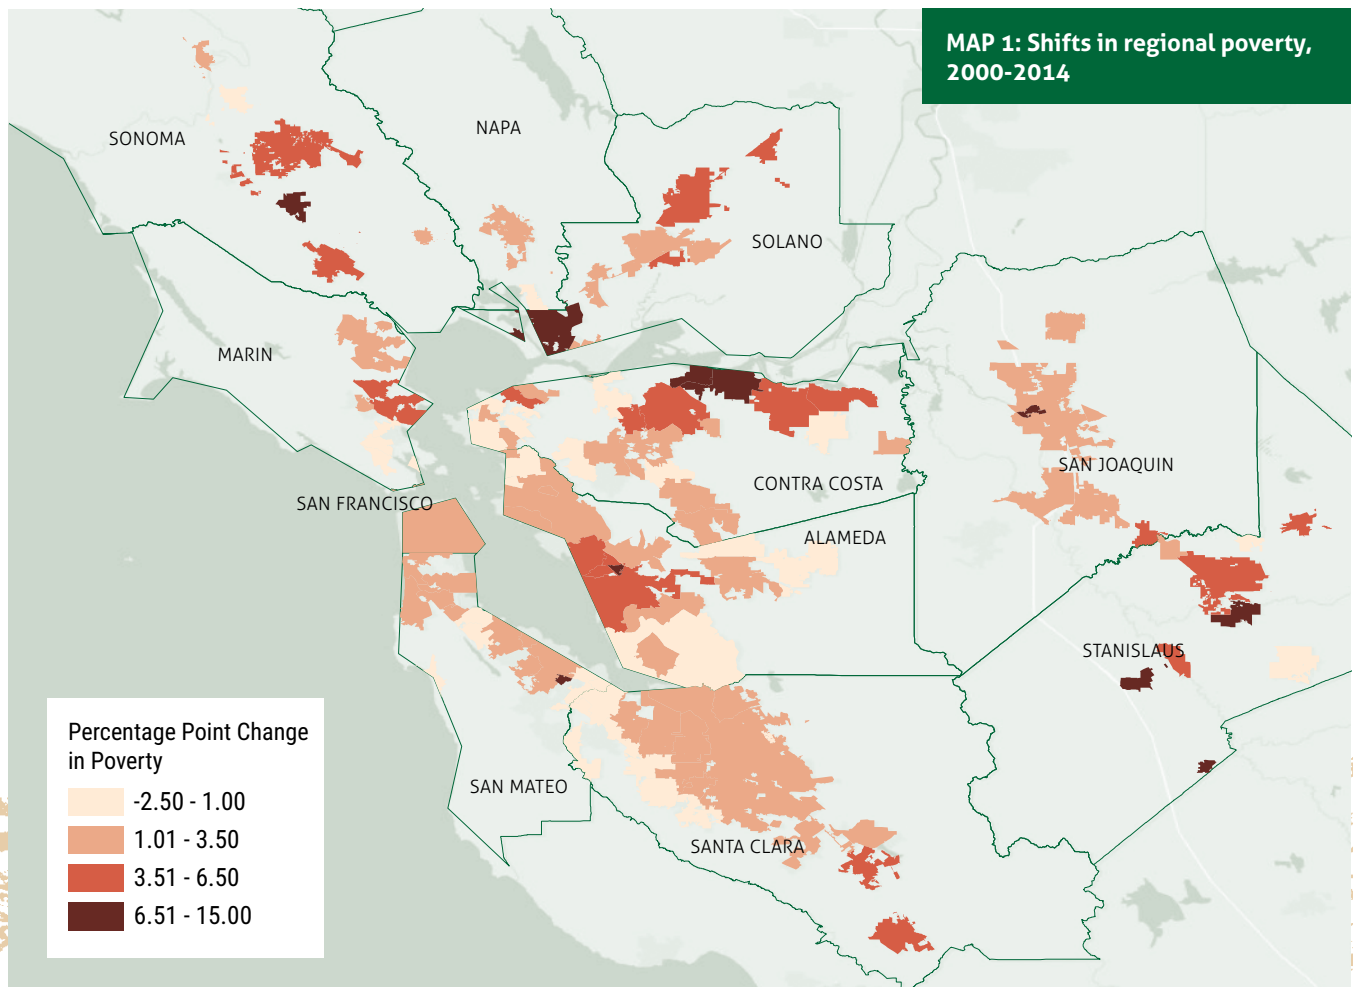 MAP 1: Shifts in regional poverty,
2000-2014
SONOMA
NAPA
SOLANO
MARIN
SAN FRANCISCO
CONTRA COSTA
SAN JOAQUIN
ALAMEDA
STANISLAUS
SAN MATEO
SANTA CLARA
Percentage Point Change
in Poverty
-2.50 - 1.00
1.01 - 3.50
3.51 - 6.50
6.51 - 15.00